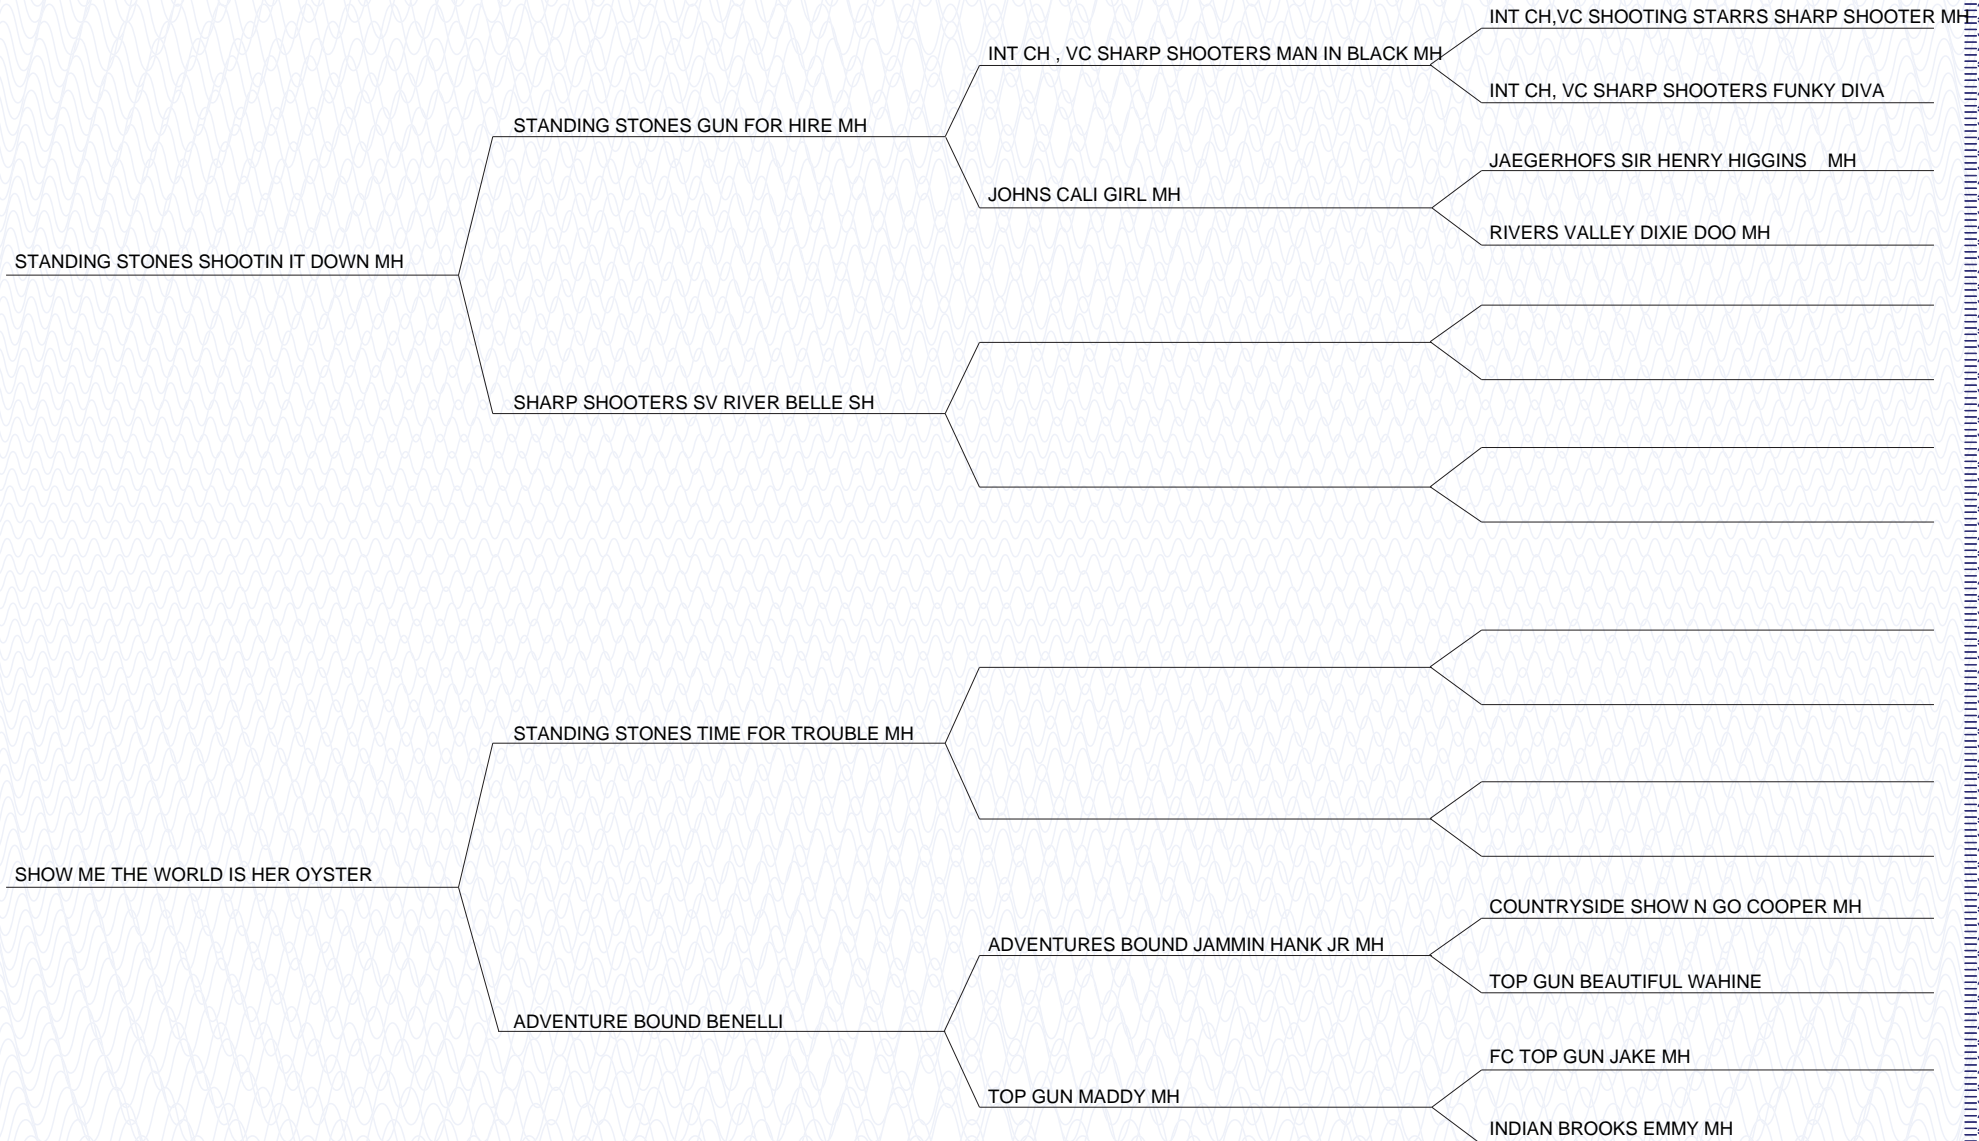 INT CH,VC SHOOTING STARRS SHARP SHOOTER MH
INT CH , VC SHARP SHOOTERS MAN IN BLACK MH
INT CH, VC SHARP SHOOTERS FUNKY DIVA
STANDING STONES GUN FOR HIRE MH
JAEGERHOFS SIR HENRY HIGGINS    MH
JOHNS CALI GIRL MH
RIVERS VALLEY DIXIE DOO MH
STANDING STONES SHOOTIN IT DOWN MH
SHARP SHOOTERS SV RIVER BELLE SH
STANDING STONES TIME FOR TROUBLE MH
SHOW ME THE WORLD IS HER OYSTER
COUNTRYSIDE SHOW N GO COOPER MH
ADVENTURES BOUND JAMMIN HANK JR MH
TOP GUN BEAUTIFUL WAHINE
ADVENTURE BOUND BENELLI
FC TOP GUN JAKE MH
TOP GUN MADDY MH
INDIAN BROOKS EMMY MH